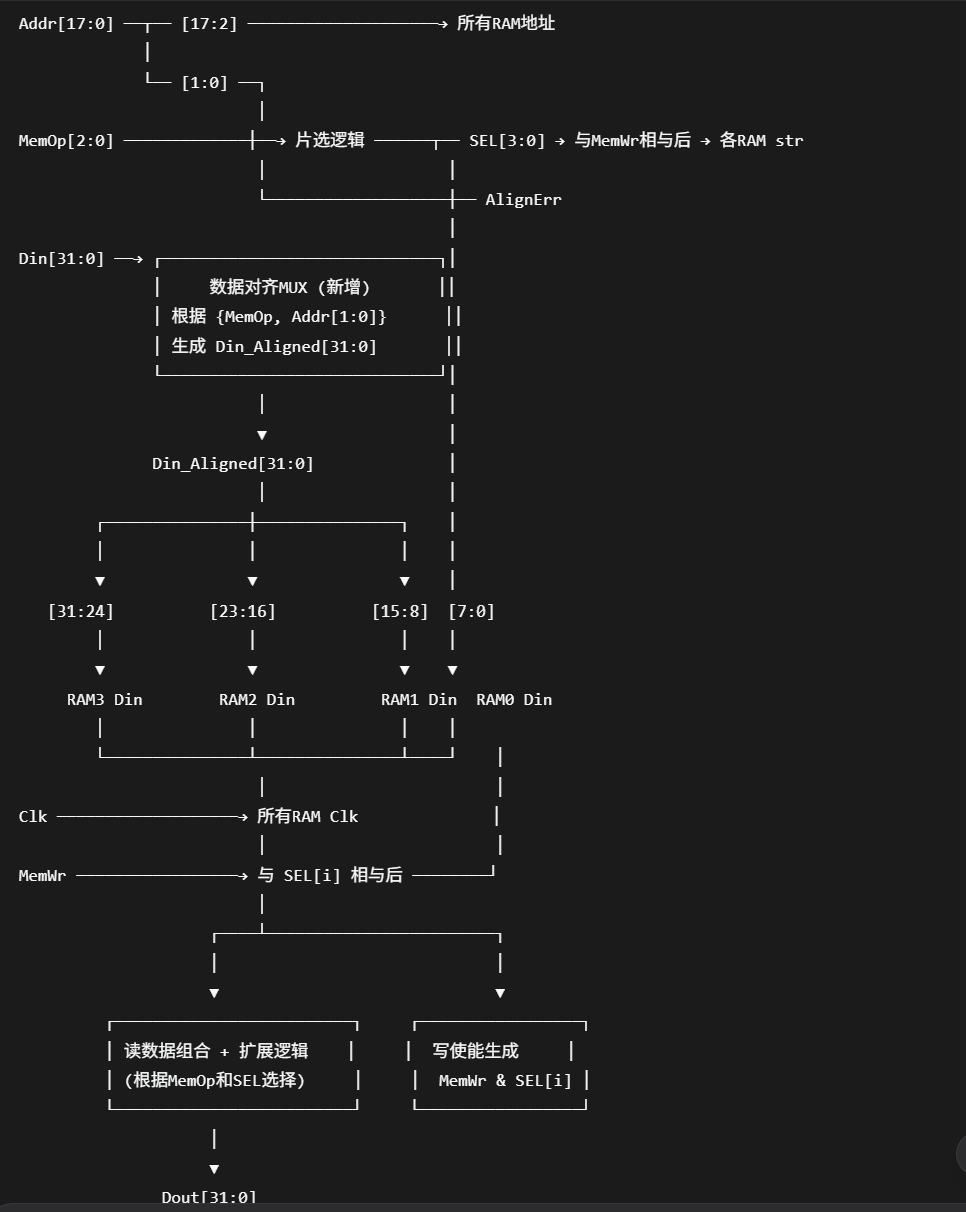 Addr[17:0] [17:2] → 所有RAM地址
[1:0]
MemOp[2:0] → 片选逻辑 SEL[3:0] → 与MemWr相与后 → 各RAM str
AlignErr
Din[31:0] →
数据对齐MUX (新增)
根据 {MemOp, Addr[1:0]}
生成 Din_Aligned[31:0]
Din_Aligned[31:0]
[31:24] [23:16] [15:8] [7:0]
RAM3 Din RAM2 Din RAM1 Din RAM0 Din
Clk → 所有RAM Clk
MemWr → 与 SEL[i] 相与后
读数据组合 + 扩展逻辑 写使能生成
(根据MemOp和SEL选择) MemWr & SEL[i]
Dout[31:0]